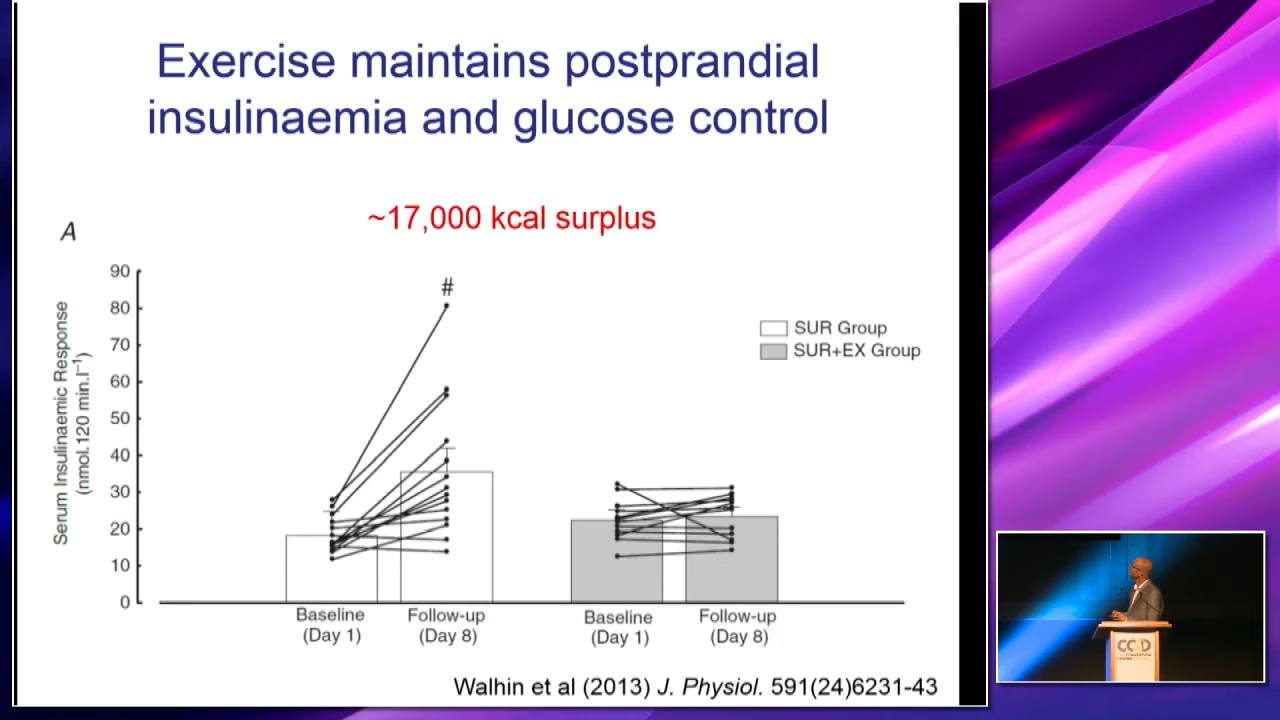 Exercise maintains postprandial
insulinaemia and glucose control
~17,000 kcal surplus
A
#
Serum Insulinaemic Response
(nmol.120 min.l⁻¹)
90
80
70
60
50
40
30
20
10
0
SUR Group
SUR+EX Group
Baseline
(Day 1)
Follow-up
(Day 8)
Baseline
(Day 1)
Follow-up
(Day 8)
Walhin et al (2013) J. Physiol. 591(24)6231-43